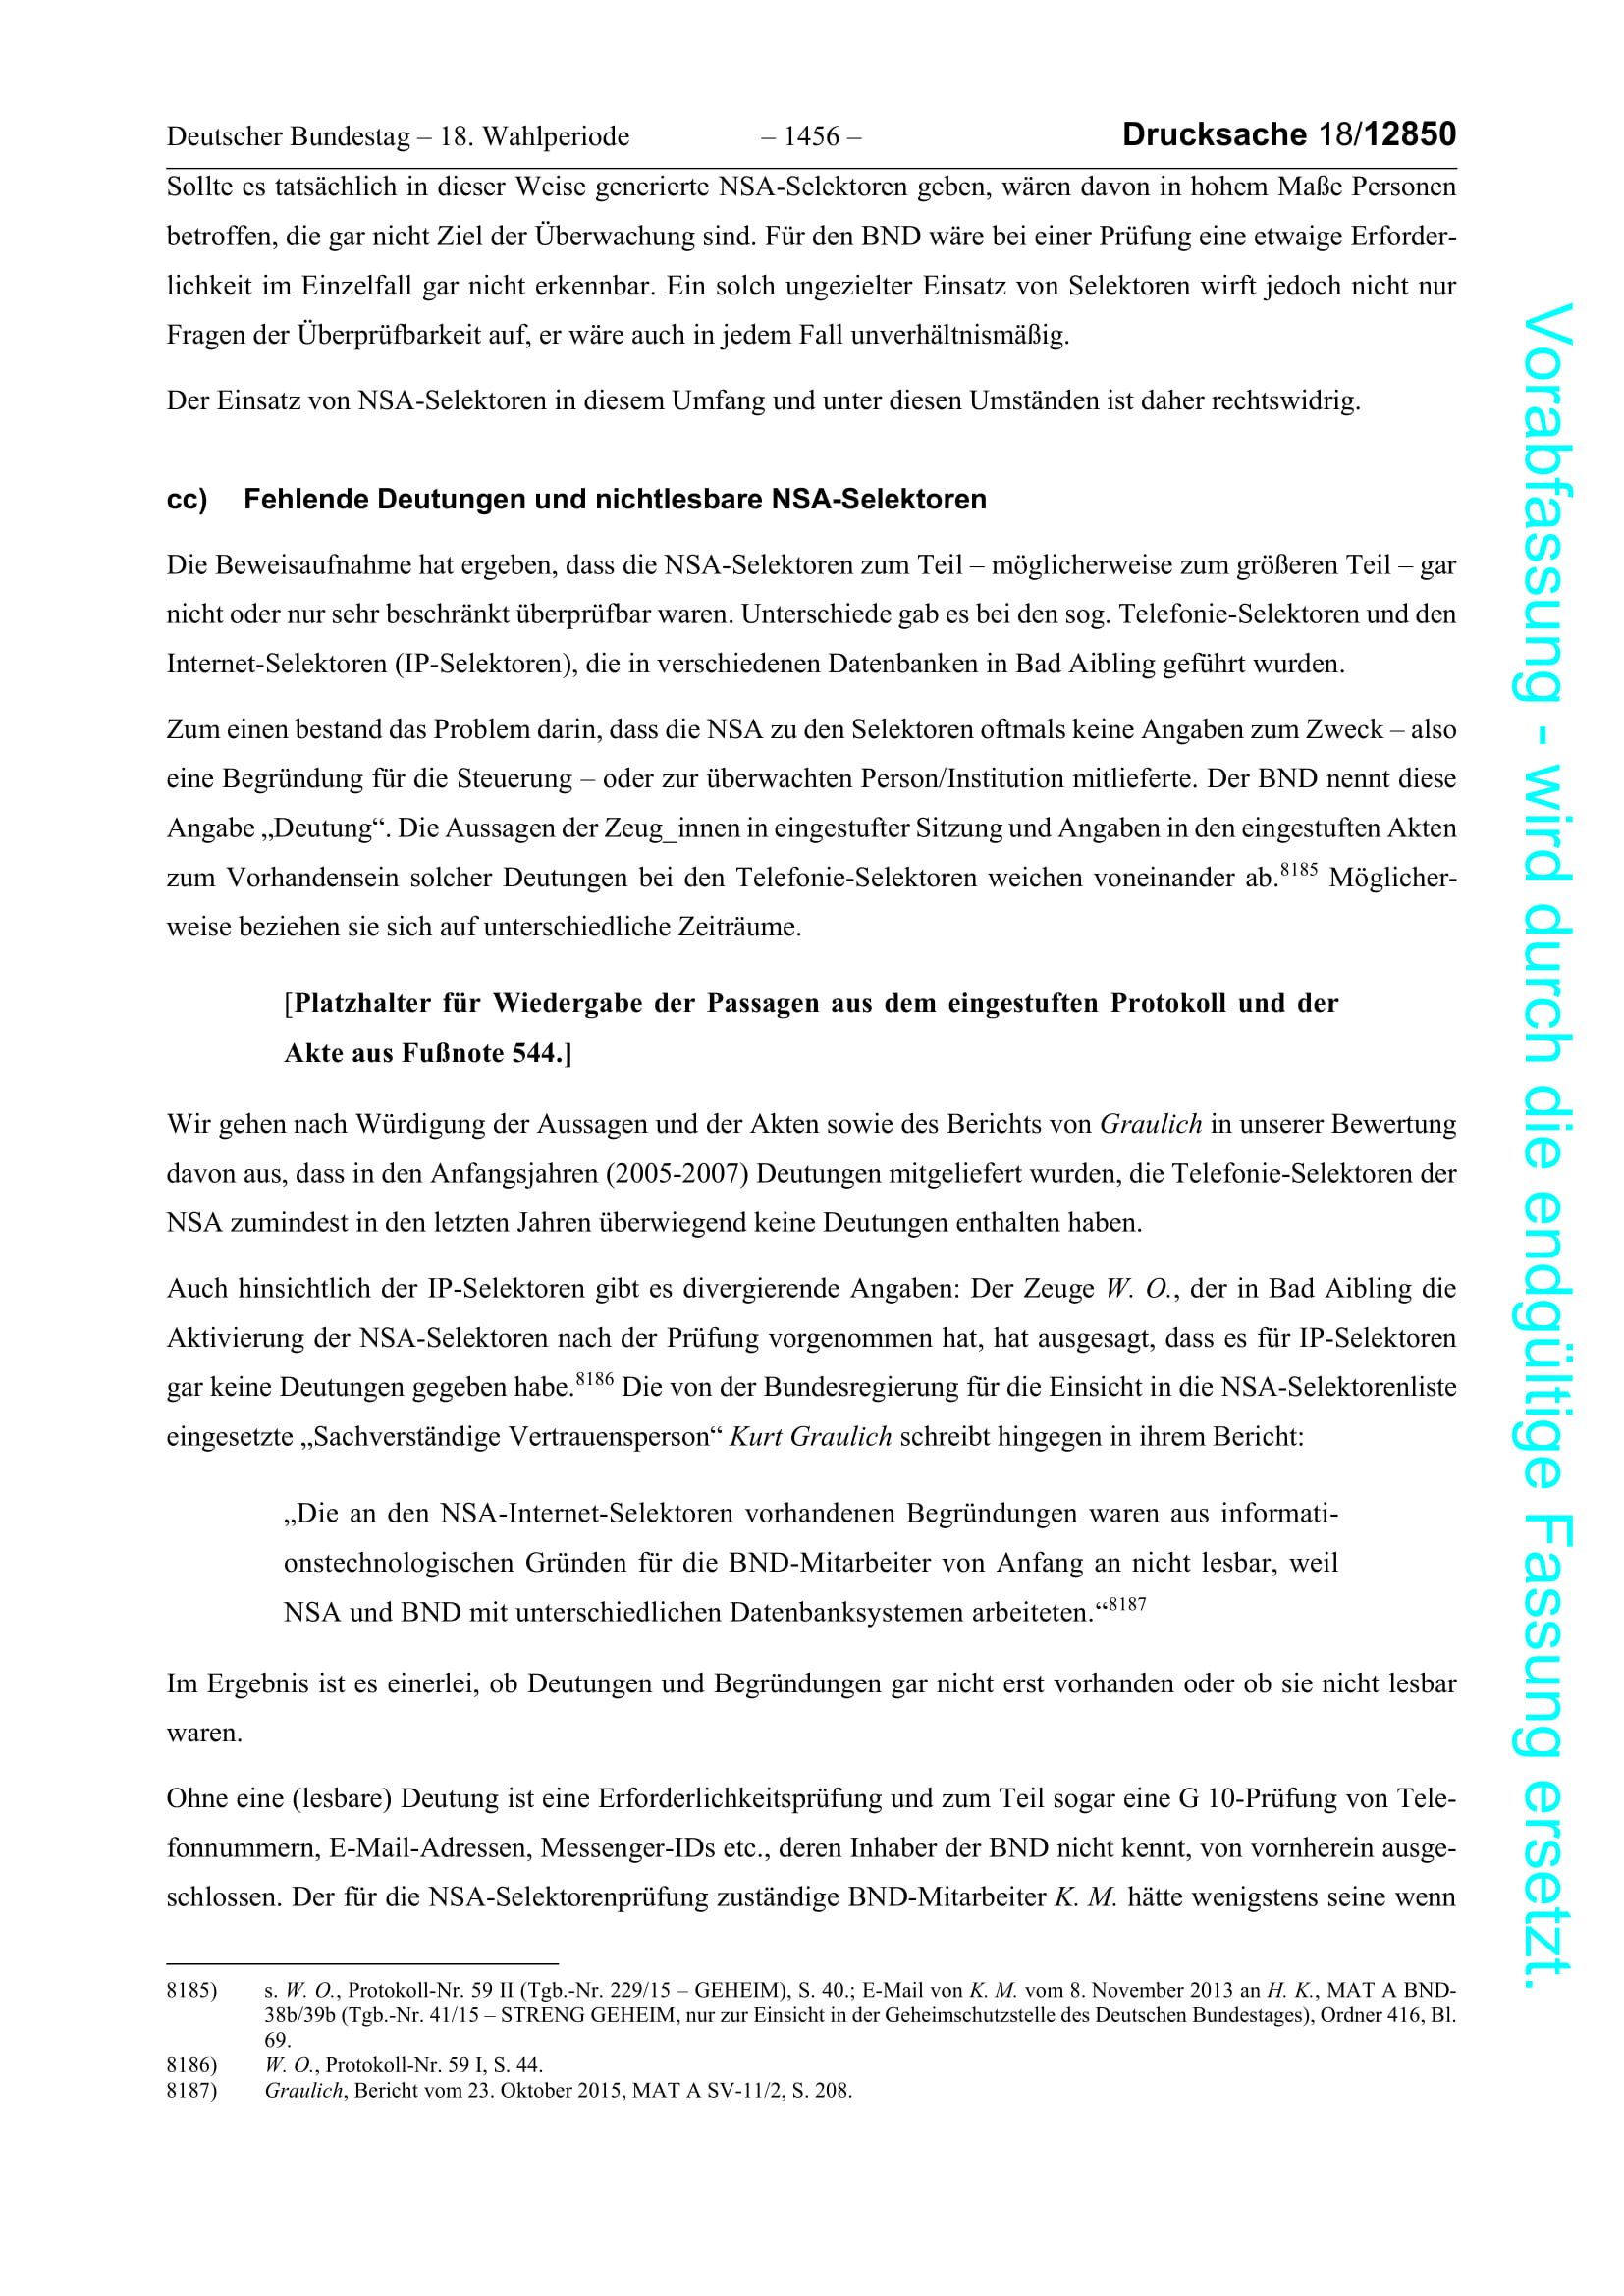 Deutscher Bundestag – 18. Wahlperiode – 1456 – Drucksache 18/12850
Sollte es tatsächlich in dieser Weise generierte NSA-Selektoren geben, wären davon in hohem Maße Personen
betroffen, die gar nicht Ziel der Überwachung sind. Für den BND wäre bei einer Prüfung eine etwaige Erforder-
lichkeit im Einzelfall gar nicht erkennbar. Ein solch ungezielter Einsatz von Selektoren wirft jedoch nicht nur
Fragen der Überprüfbarkeit auf, er wäre auch in jedem Fall unverhältnismäßig.
Der Einsatz von NSA-Selektoren in diesem Umfang und unter diesen Umständen ist daher rechtswidrig.
cc) Fehlende Deutungen und nichtlesbare NSA-Selektoren
Die Beweisaufnahme hat ergeben, dass die NSA-Selektoren zum Teil – möglicherweise zum größeren Teil – gar
nicht oder nur sehr beschränkt überprüfbar waren. Unterschiede gab es bei den sog. Telefonie-Selektoren und den
Internet-Selektoren (IP-Selektoren), die in verschiedenen Datenbanken in Bad Aibling geführt wurden.
Zum einen bestand das Problem darin, dass die NSA zu den Selektoren oftmals keine Angaben zum Zweck – also
eine Begründung für die Steuerung – oder zur überwachten Person/Institution mitlieferte. Der BND nennt diese
Angabe „Deutung“. Die Aussagen der Zeug_innen in eingestufter Sitzung und Angaben in den eingestuften Akten
zum Vorhandensein solcher Deutungen bei den Telefonie-Selektoren weichen voneinander ab.8185 Möglicher-
weise beziehen sie sich auf unterschiedliche Zeiträume.
[Platzhalter für Wiedergabe der Passagen aus dem eingestuften Protokoll und der
Akte aus Fußnote 544.]
Wir gehen nach Würdigung der Aussagen und der Akten sowie des Berichts von Graulich in unserer Bewertung
davon aus, dass in den Anfangsjahren (2005-2007) Deutungen mitgeliefert wurden, die Telefonie-Selektoren der
NSA zumindest in den letzten Jahren überwiegend keine Deutungen enthalten haben.
Auch hinsichtlich der IP-Selektoren gibt es divergierende Angaben: Der Zeuge W. O., der in Bad Aibling die
Aktivierung der NSA-Selektoren nach der Prüfung vorgenommen hat, hat ausgesagt, dass es für IP-Selektoren
gar keine Deutungen gegeben habe.8186 Die von der Bundesregierung für die Einsicht in die NSA-Selektorenliste
eingesetzte „Sachverständige Vertrauensperson“ Kurt Graulich schreibt hingegen in ihrem Bericht:
„Die an den NSA-Internet-Selektoren vorhandenen Begründungen waren aus informati-
onstechnologischen Gründen für die BND-Mitarbeiter von Anfang an nicht lesbar, weil
NSA und BND mit unterschiedlichen Datenbanksystemen arbeiteten.“8187
Im Ergebnis ist es einerlei, ob Deutungen und Begründungen gar nicht erst vorhanden oder ob sie nicht lesbar
waren.
Ohne eine (lesbare) Deutung ist eine Erforderlichkeitsprüfung und zum Teil sogar eine G 10-Prüfung von Tele-
fonnummern, E-Mail-Adressen, Messenger-IDs etc., deren Inhaber der BND nicht kennt, von vornherein ausge-
schlossen. Der für die NSA-Selektorenprüfung zuständige BND-Mitarbeiter K. M. hätte wenigstens seine wenn
8185) s. W. O., Protokoll-Nr. 59 II (Tgb.-Nr. 229/15 – GEHEIM), S. 40.; E-Mail von K. M. vom 8. November 2013 an H. K., MAT A BND-
38b/39b (Tgb.-Nr. 41/15 – STRENG GEHEIM, nur zur Einsicht in der Geheimschutzstelle des Deutschen Bundestages), Ordner 416, Bl.
69.
8186) W. O., Protokoll-Nr. 59 I, S. 44.
8187) Graulich, Bericht vom 23. Oktober 2015, MAT A SV-11/2, S. 208.
Vorabfassung - wird durch die endgültige Fassung ersetzt.